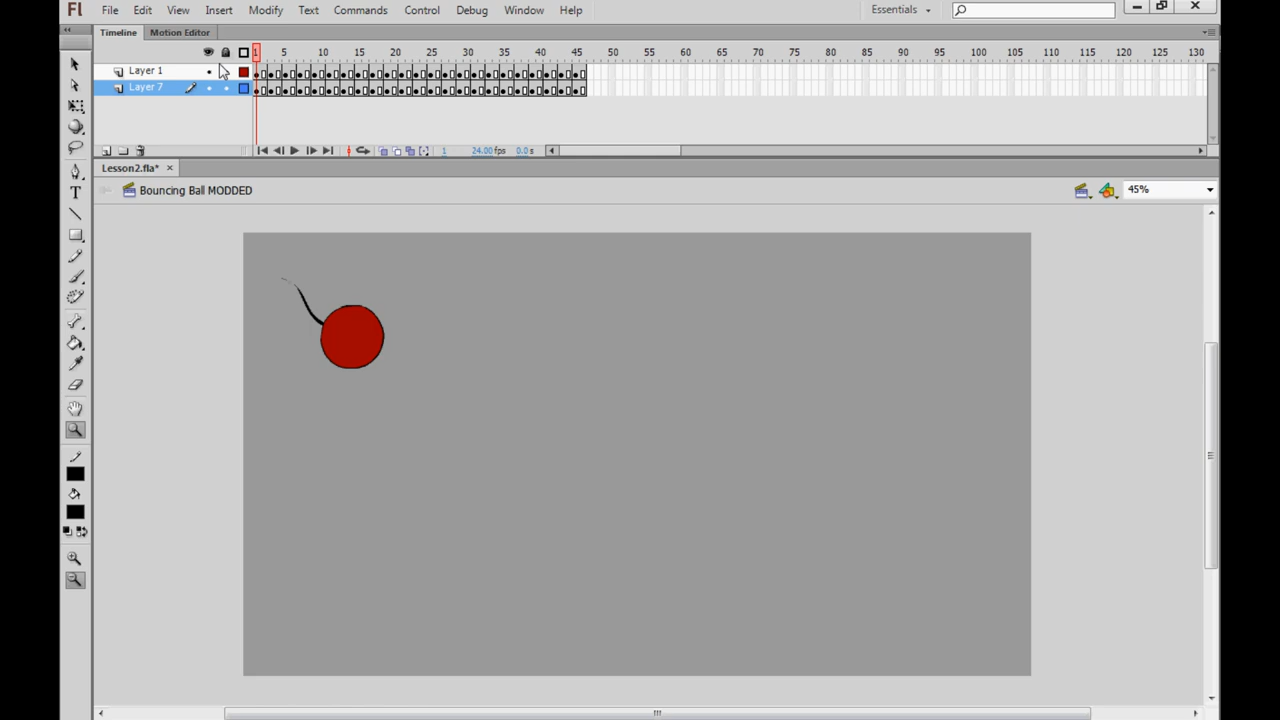 Fl File Edit View Insert Modify Text Commands Control Debug Window Help Essentials
Timeline Motion Editor
1 5 10 15 20 25 30 35 40 45 50 55 60 65 70 75 80 85 90 95 100 105 110 115 120 125 130
Layer 1
Layer 7
1 24.00 fps 0.0 s
Lesson2.fla*
Bouncing Ball MODDED 45%
T